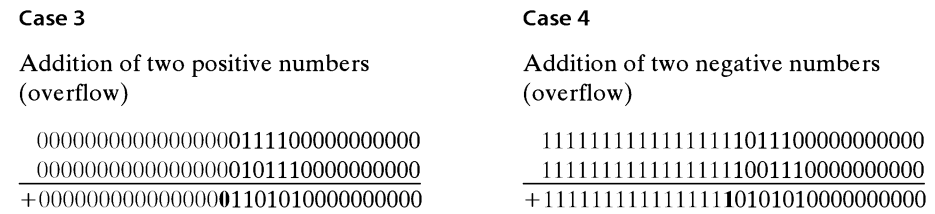 Case 3
Addition of two positive numbers
(overflow)
00000000000000000111100000000000
00000000000000000101110000000000
+00000000000000001101010000000000
Case 4
Addition of two negative numbers
(overflow)
11111111111111111011100000000000
11111111111111111001110000000000
+11111111111111110101010000000000